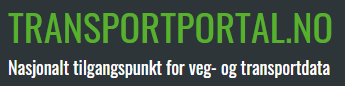 TRANSPORTPORTAL.NO
Nasjonalt tilgangspunkt for veg- og transportdata